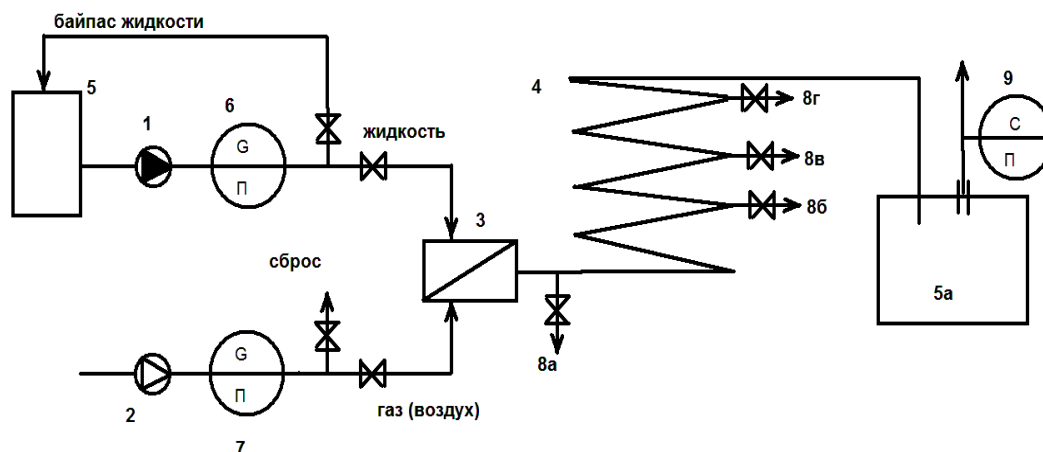 байпас жидкости
5
1
6
G
П
жидкость
4
8г
8в
8б
9
С
П
3
5а
сброс
8а
2
G
П
7
газ (воздух)